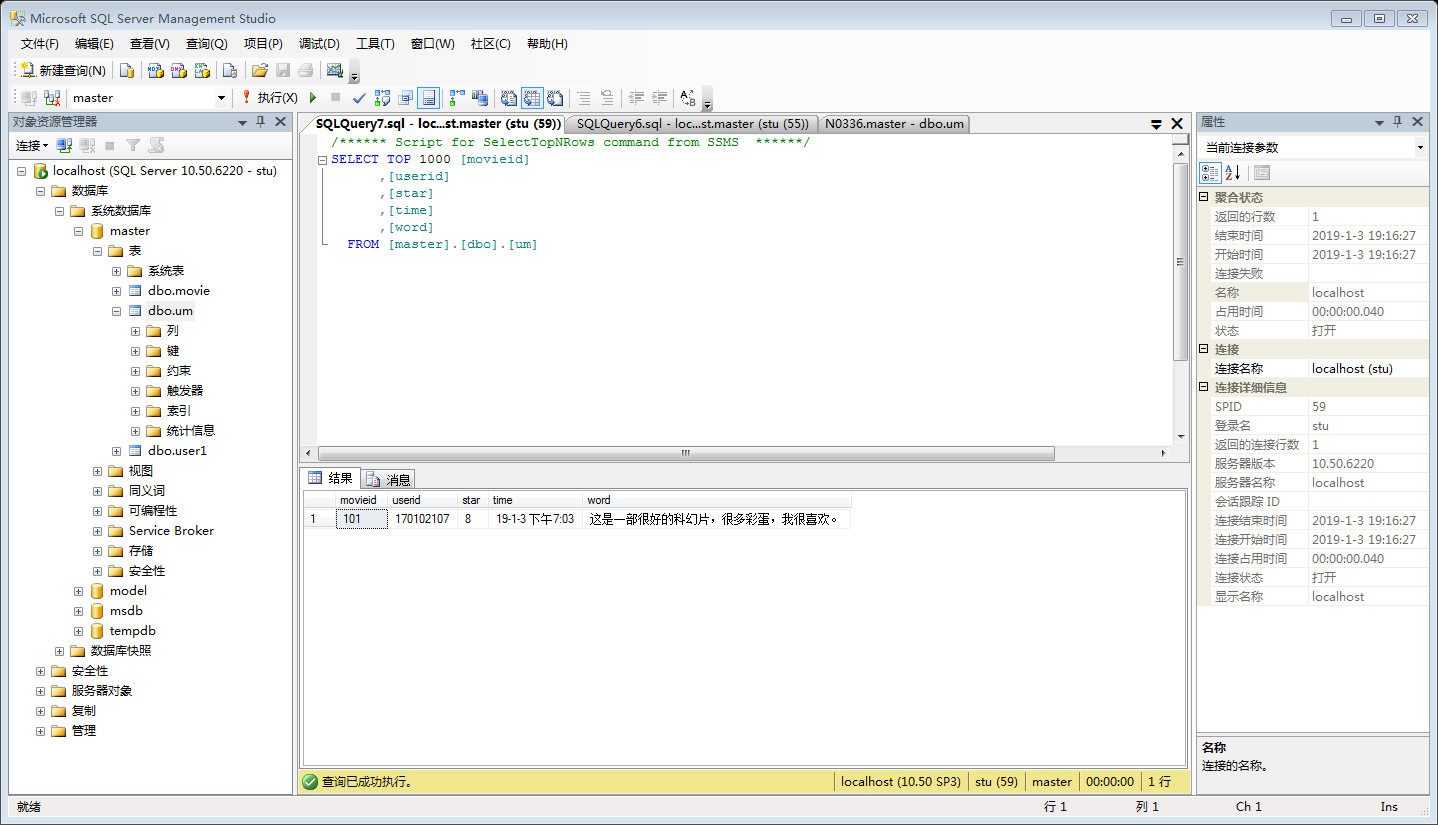 Microsoft SQL Server Management Studio
文件(F) 编辑(E) 查看(V) 查询(Q) 项目(P) 调试(D) 工具(T) 窗口(W) 社区(C) 帮助(H)
新建查询(N)
master 执行(X)
对象资源管理器
连接
localhost (SQL Server 10.50.6220 - stu)
数据库
系统数据库
master
表
系统表
dbo.movie
dbo.um
列
键
约束
触发器
索引
统计信息
dbo.user1
视图
同义词
可编程性
Service Broker
存储
安全性
model
msdb
tempdb
数据库快照
安全性
服务器对象
复制
管理
SQLQuery7.sql - loc...st.master (stu (59)) SQLQuery6.sql - loc...st.master (stu (55)) N0336.master - dbo.um
/****** Script for SelectTopNRows command from SSMS ******/
SELECT TOP 1000 [movieid]
,[userid]
,[star]
,[time]
,[word]
FROM [master].[dbo].[um]
结果 消息
movieid userid star time word
1 101 170102107 8 19-1-3 下午7:03 这是一部很好的科幻片，很多彩蛋，我很喜欢。
查询已成功执行。 localhost (10.50 SP3) stu (59) master 00:00:00 1 行
属性
当前连接参数
聚合状态
返回的行数 1
结束时间 2019-1-3 19:16:27
开始时间 2019-1-3 19:16:27
连接失败
名称 localhost
占用时间 00:00:00.040
状态 打开
连接
连接名称 localhost (stu)
连接详细信息
SPID 59
登录名 stu
返回的连接行数 1
服务器版本 10.50.6220
服务器名称 localhost
会话跟踪 ID
连接结束时间 2019-1-3 19:16:27
连接开始时间 2019-1-3 19:16:27
连接占用时间 00:00:00.040
连接状态 打开
显示名称 localhost
名称
连接的名称。
就绪 行 1 列 1 Ch 1 Ins